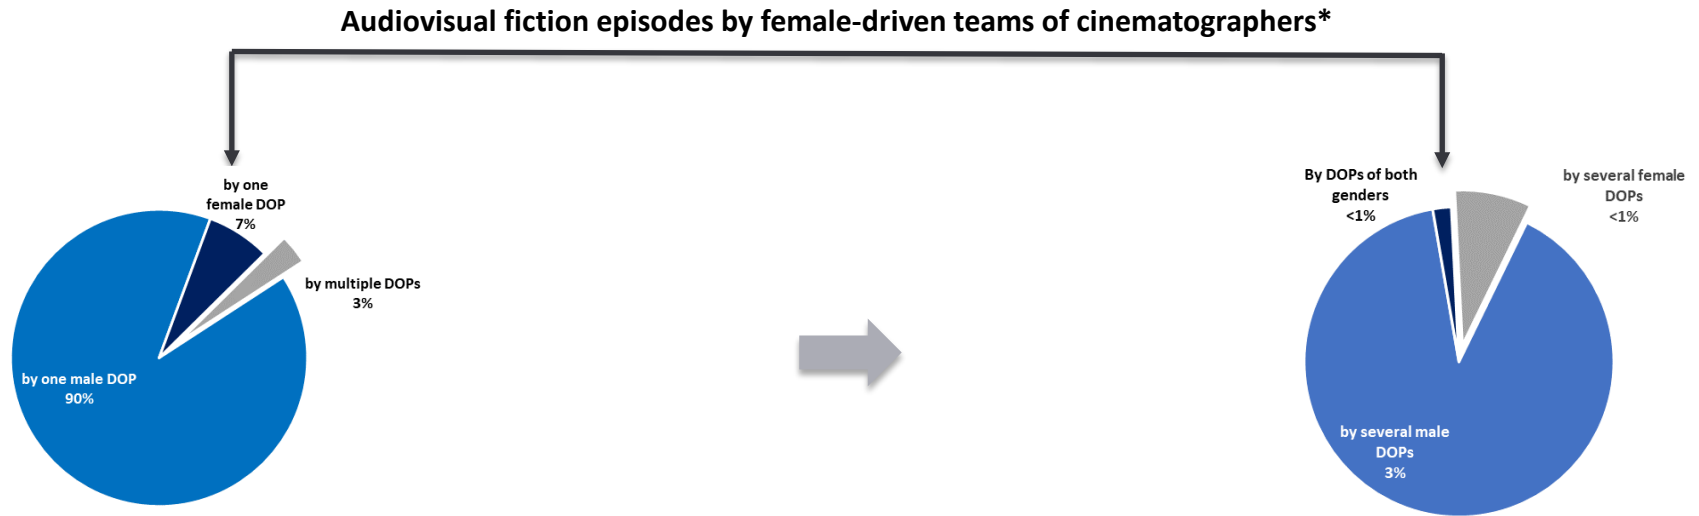 Audiovisual fiction episodes by female-driven teams of cinematographers*
by one
female DOP
7%
by multiple DOPs
3%
by one male DOP
90%
By DOPs of both
genders
<1%
by several female
DOPs
<1%
by several male
DOPs
3%